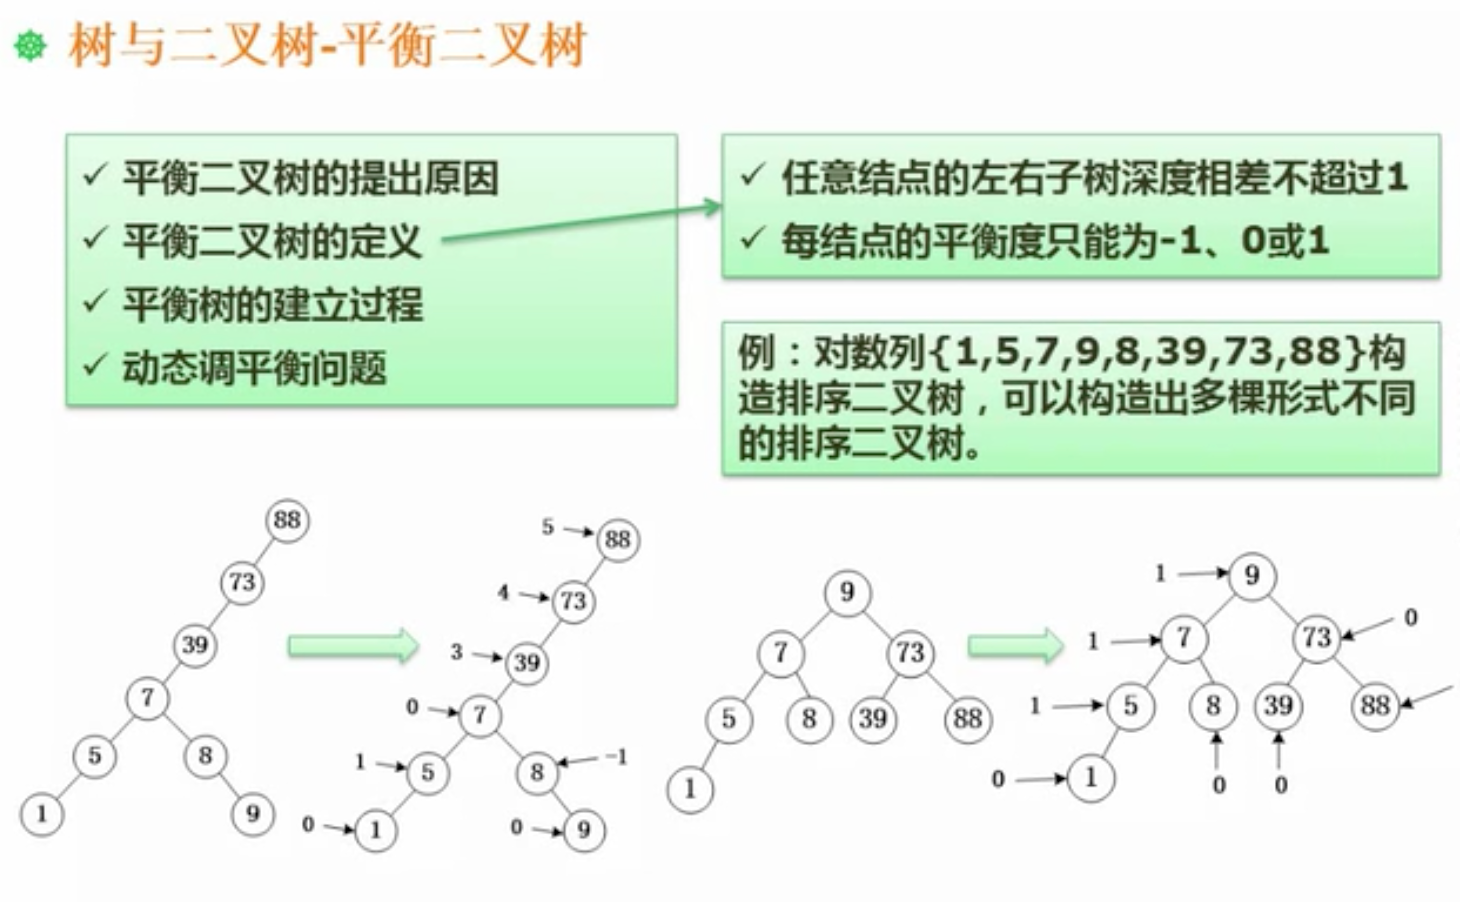 树与二叉树-平衡二叉树
✓ 平衡二叉树的提出原因
✓ 平衡二叉树的定义
✓ 平衡树的建立过程
✓ 动态调平衡问题
✓ 任意结点的左右子树深度相差不超过1
✓ 每结点的平衡度只能为-1、0或1
例：对数列{1,5,7,9,8,39,73,88}构
造排序二叉树，可以构造出多棵形式不同
的排序二叉树。
88
73
39
7
5 8
1 9
5 88
4 73
3 39
0 7
1 5 8 -1
0 1 0 9
9
7 73
5 8 39 88
1
1 9
1 7 73 0
1 5 8 39 88
0 1 0 0